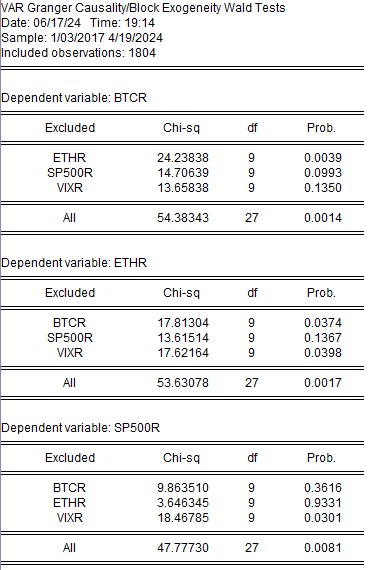 VAR Granger Causality/Block Exogeneity Wald Tests
Date: 06/17/24 Time: 19:14
Sample: 1/03/2017 4/19/2024
Included observations: 1804
Dependent variable: BTCR
Excluded Chi-sq df Prob.
ETHR 24.23838 9 0.0039
SP500R 14.70639 9 0.0993
VIXR 13.65838 9 0.1350
All 54.38343 27 0.0014
Dependent variable: ETHR
Excluded Chi-sq df Prob.
BTCR 17.81304 9 0.0374
SP500R 13.61514 9 0.1367
VIXR 17.62164 9 0.0398
All 53.63078 27 0.0017
Dependent variable: SP500R
Excluded Chi-sq df Prob.
BTCR 9.863510 9 0.3616
ETHR 3.646345 9 0.9331
VIXR 18.46785 9 0.0301
All 47.77730 27 0.0081